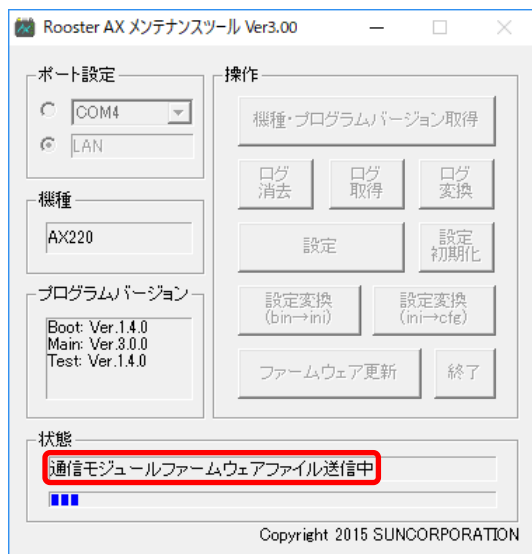 Rooster AX メンテナンスツール Ver3.00
ポート設定
COM4
LAN
機種
AX220
プログラムバージョン
Boot: Ver.1.4.0
Main: Ver.3.0.0
Test: Ver.1.4.0
操作
機種・プログラムバージョン取得
ログ
消去
ログ
取得
ログ
変換
設定
設定
初期化
設定変換
(bin→ini)
設定変換
(ini→cfg)
ファームウェア更新
終了
状態
通信モジュールファームウェアファイル送信中
Copyright 2015 SUNCORPORATION